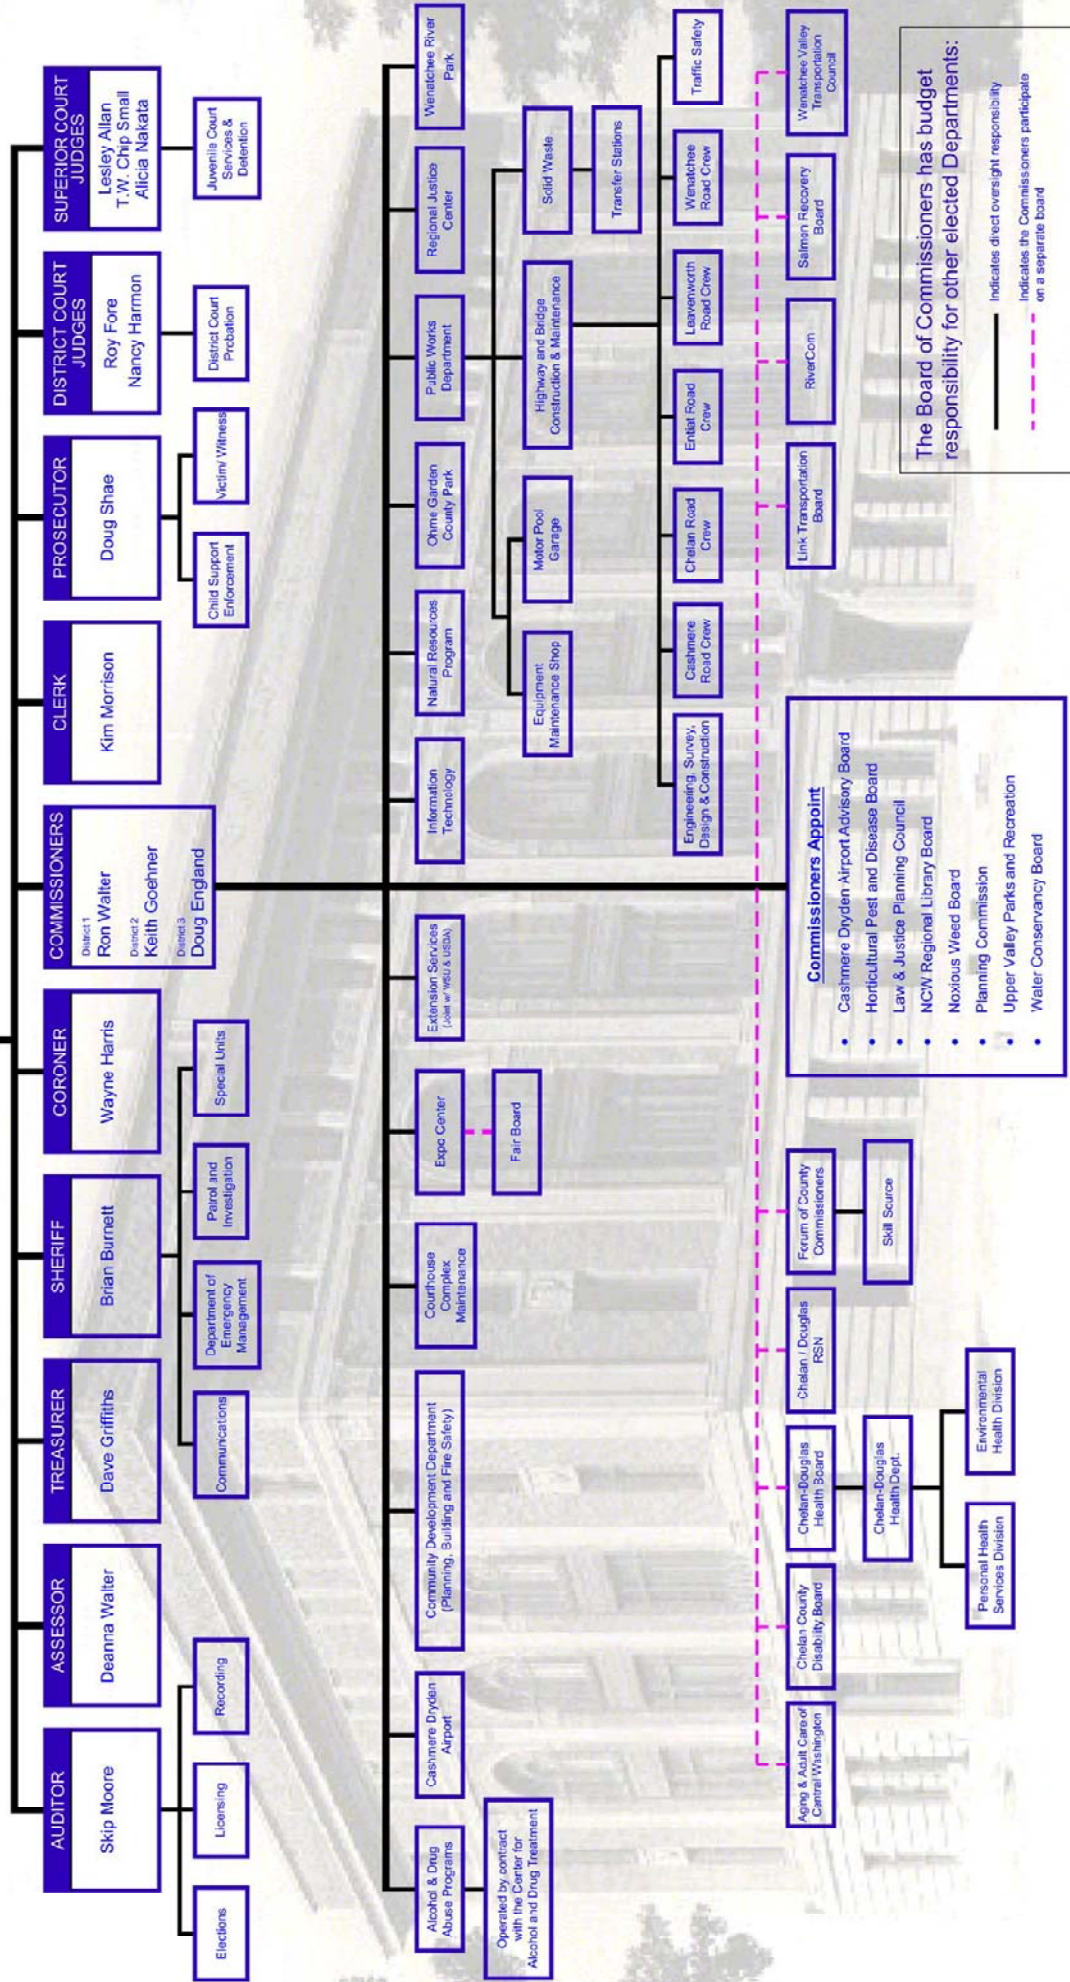 AUDITOR
Skip Moore
Elections
Licensing
Recording
ASSESSOR
Deanna Walter
TREASURER
Dave Griffiths
SHERIFF
Brian Burnett
Communications
Department of
Emergency
Management
Patrol and
Investigation
Special Units
CORONER
Wayne Harris
COMMISSIONERS
District 1
Ron Walter
District 2
Keith Goehner
District 3
Doug England
CLERK
Kim Morrison
PROSECUTOR
Doug Shae
Child Support
Enforcement
Victim/ Witness
DISTRICT COURT
JUDGES
Roy Fore
Nancy Harmon
District Court
Probation
SUPERIOR COURT
JUDGES
Lesley Allan
T.W. Chip Small
Alicia Nakata
Juvenile Court
Services &
Detention
Alcohol & Drug
Abuse Programs
Operated by contract
with the Center for
Alcohol and Drug Treatment
Cashmere Dryden
Airport
Community Development Department
(Planning, Building and Fire Safety)
Courthouse
Complex
Maintenance
Expo Center
Fair Board
Extension Services
(Joint w/ WSU & USDA)
Information
Technology
Natural Resources
Program
Ohme Garden
County Park
Public Works
Department
Regional Justice
Center
Wenatchee River
Park
Equipment
Maintenance Shop
Motor Pool
Garage
Highway and Bridge
Construction & Maintenance
Solid Waste
Transfer Stations
Engineering, Survey,
Design & Construction
Cashmere
Road Crew
Chelan Road
Crew
Entiat Road
Crew
Leavenworth
Road Crew
Wenatchee
Road Crew
Traffic Safety
Aging & Adult Care of
Central Washington
Chelan County
Disability Board
Chelan-Douglas
Health Board
Chelan-Douglas
Health Dept.
Personal Health
Services Division
Environmental
Health Division
Chelan / Douglas
RSN
Forum of County
Commissioners
Skill Source
Commissioners Appoint
• Cashmere Dryden Airport Advisory Board
• Horticultural Pest and Disease Board
• Law & Justice Planning Council
• NCW Regional Library Board
• Noxious Weed Board
• Planning Commission
• Upper Valley Parks and Recreation
• Water Conservancy Board
Link Transportation
Board
RiverCom
Salmon Recovery
Board
Wenatchee Valley
Transportation
Council
The Board of Commissioners has budget
responsibility for other elected Departments:
Indicates direct oversight responsibility
Indicates the Commissioners participate
on a separate board